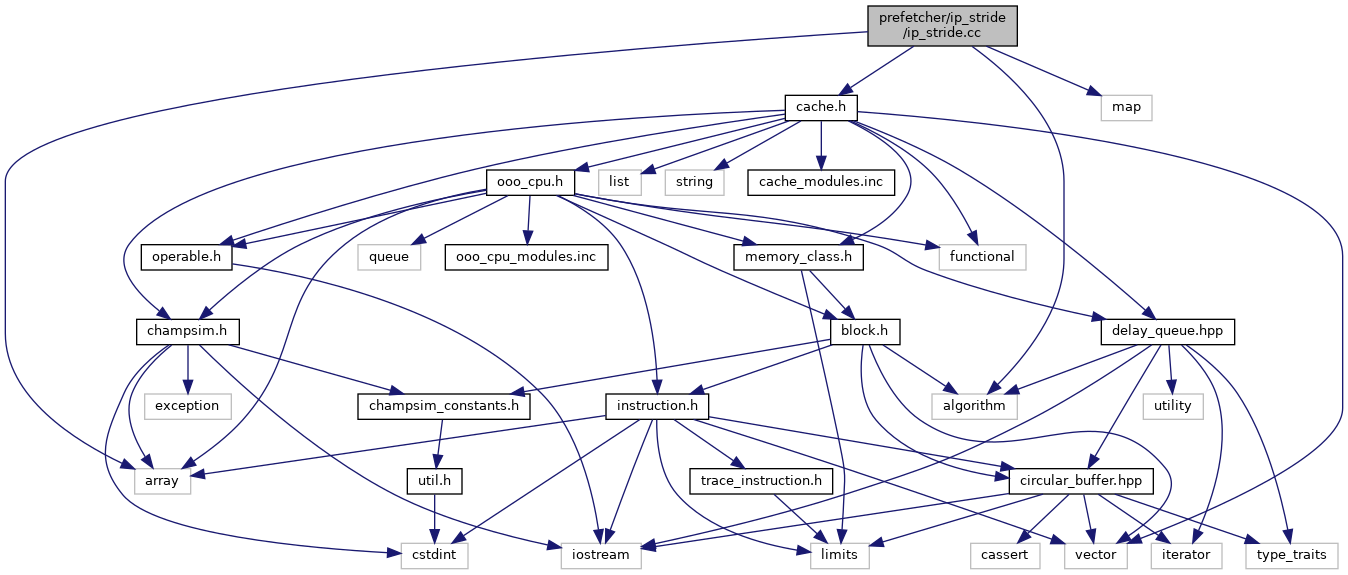 prefetcher/ip_stride
/ip_stride.cc
cache.h
map
ooo_cpu.h
list
string
cache_modules.inc
operable.h
queue
ooo_cpu_modules.inc
memory_class.h
functional
champsim.h
block.h
delay_queue.hpp
exception
champsim_constants.h
instruction.h
algorithm
utility
array
util.h
trace_instruction.h
circular_buffer.hpp
cstdint
iostream
limits
cassert
vector
iterator
type_traits